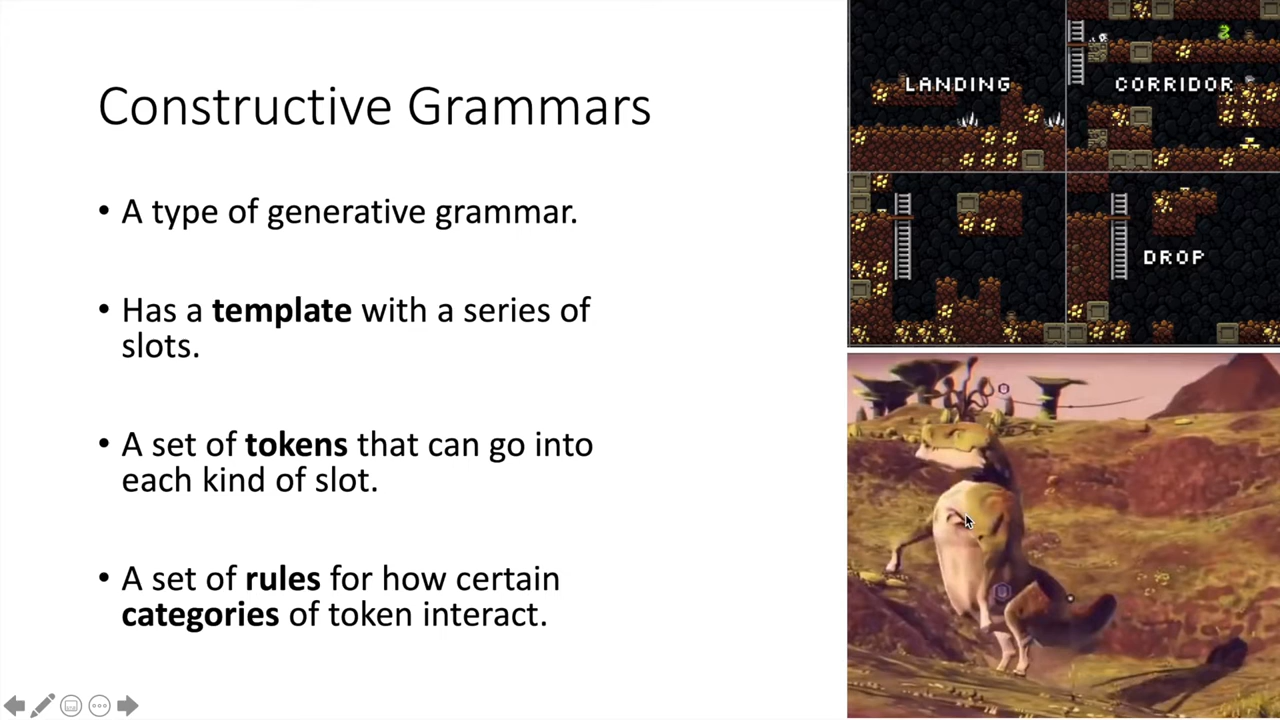 Constructive Grammars
• A type of generative grammar.
• Has a template with a series of
slots.
• A set of tokens that can go into
each kind of slot.
• A set of rules for how certain
categories of token interact.
LANDING
CORRIDOR
DROP